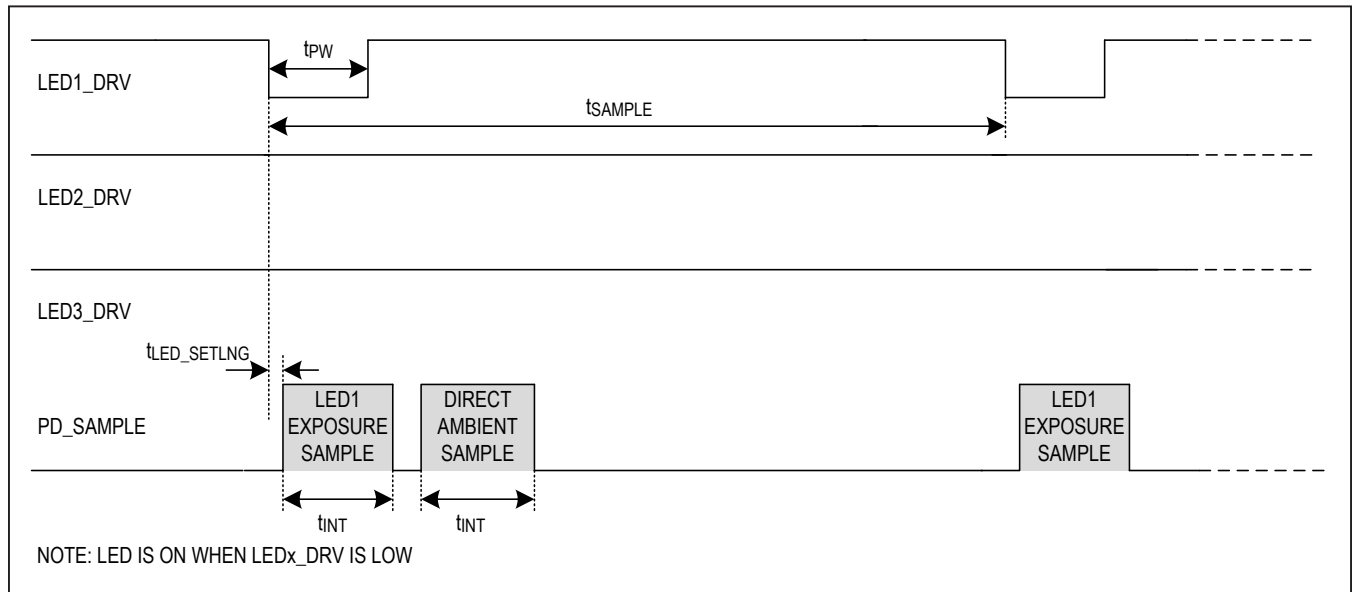 tPW
LED1_DRV
tSAMPLE
LED2_DRV
LED3_DRV
tLED_SETLNG
PD_SAMPLE
LED1
EXPOSURE
SAMPLE
DIRECT
AMBIENT
SAMPLE
LED1
EXPOSURE
SAMPLE
tINT
tINT
NOTE: LED IS ON WHEN LEDx_DRV IS LOW